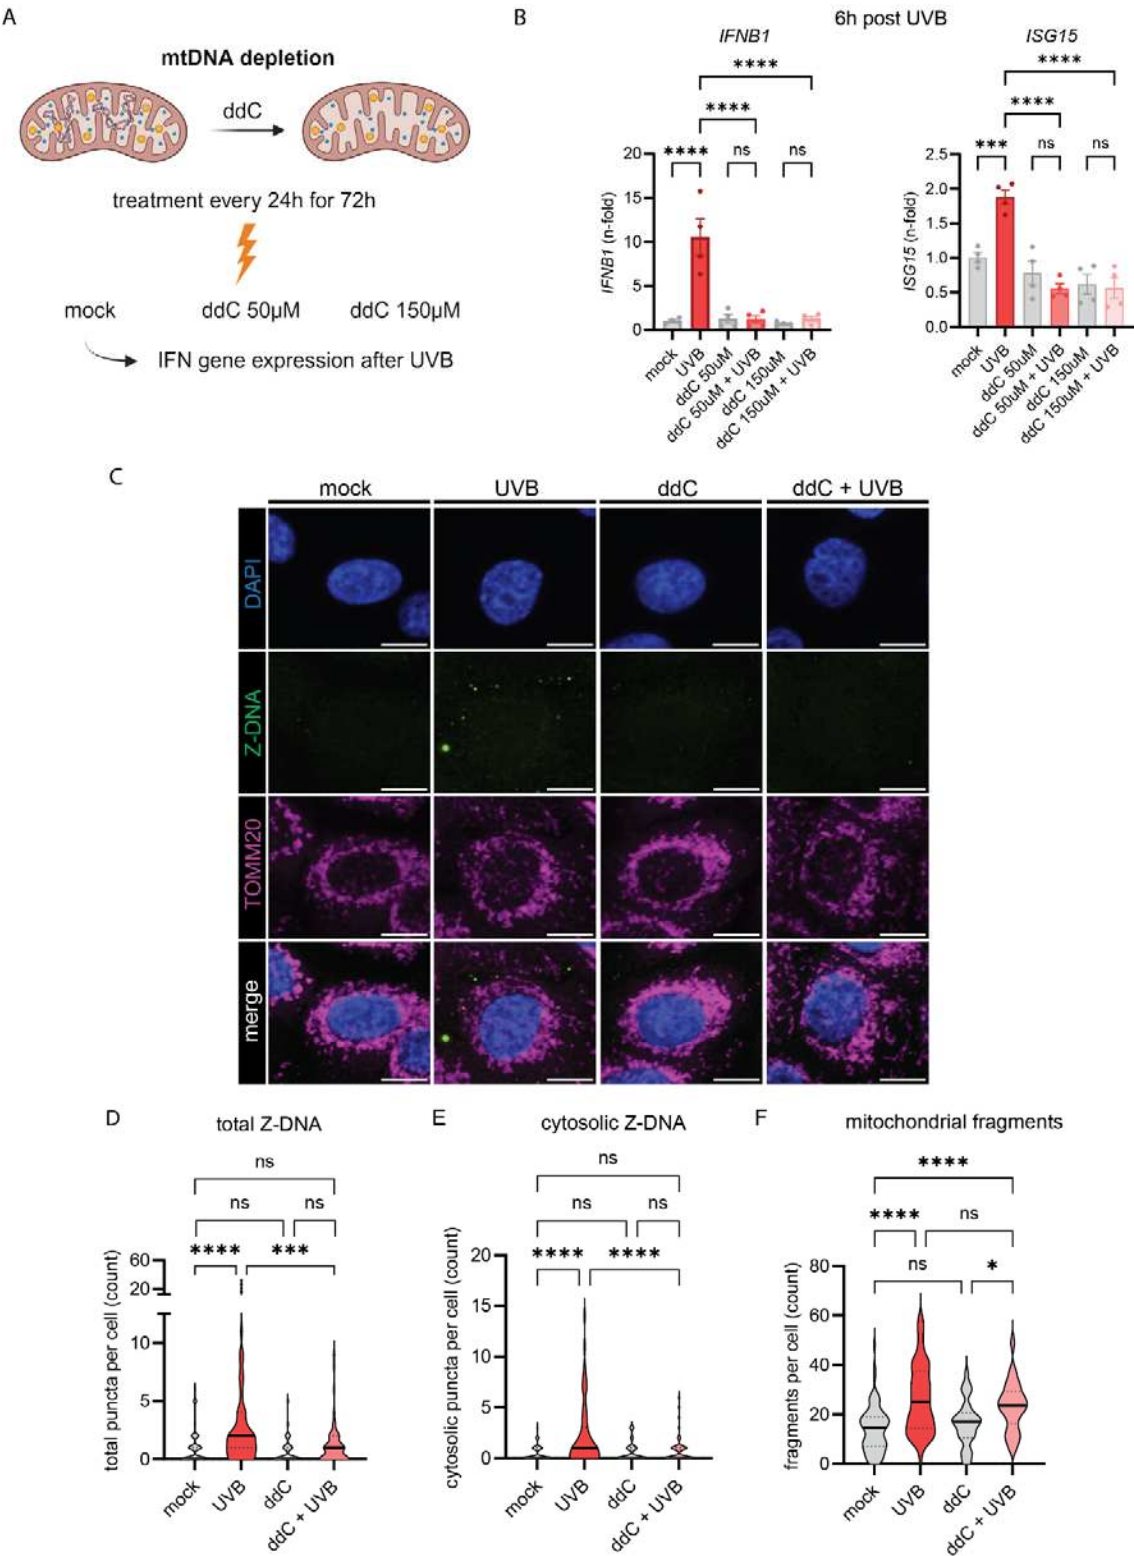 A
mtDNA depletion
ddC
treatment every 24h for 72h
mock
ddC 50µM
ddC 150µM
IFN gene expression after UVB
B
6h post UVB
IFNB1
****
****
****
ns
ns
IFNB1 (n-fold)
20
15
10
5
0
mock
UVB
ddC 50uM
ddC 50uM + UVB
ddC 150uM
ddC 150uM + UVB
ISG15
****
****
***
ns
ns
ISG15 (n-fold)
2.5
2.0
1.5
1.0
0.5
0.0
mock
UVB
ddC 50uM
ddC 50uM + UVB
ddC 150uM
ddC 150uM + UVB
C
mock
UVB
ddC
ddC + UVB
DAPI
Z-DNA
TOMM20
merge
D
total Z-DNA
ns
ns
ns
****
***
total puncta per cell (count)
60
20
10
5
0
mock
UVB
ddC
ddC + UVB
E
cytosolic Z-DNA
ns
ns
ns
****
****
cytosolic puncta per cell (count)
20
15
10
5
0
mock
UVB
ddC
ddC + UVB
F
mitochondrial fragments
****
****
ns
ns
*
fragments per cell (count)
80
60
40
20
0
mock
UVB
ddC
ddC + UVB